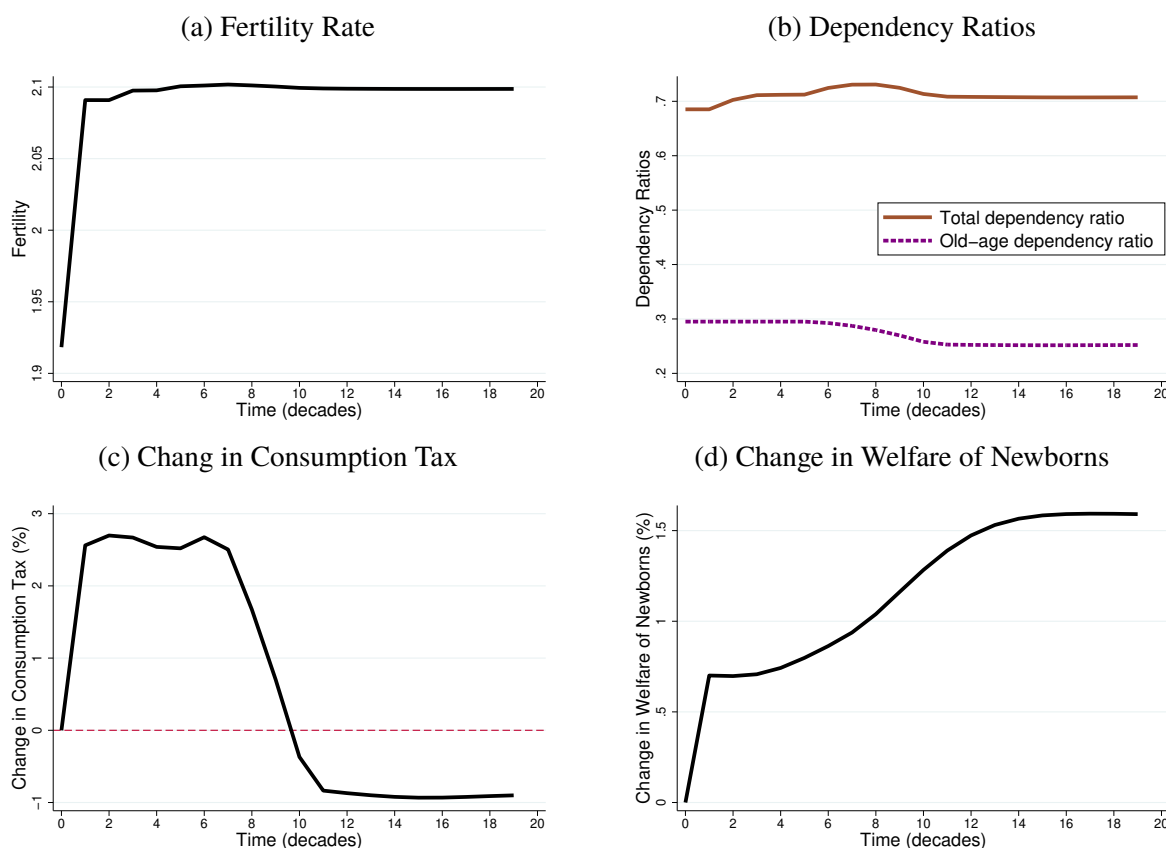 (a) Fertility Rate
Fertility
2.1
2.05
2
1.95
1.9
0 2 4 6 8 10 12 14 16 18 20
Time (decades)
(b) Dependency Ratios
Dependency Ratios
.7
.6
.5
.4
.3
.2
Total dependency ratio
Old-age dependency ratio
0 2 4 6 8 10 12 14 16 18 20
Time (decades)
(c) Chang in Consumption Tax
Change in Consumption Tax (%)
3
2
1
0
-1
0 2 4 6 8 10 12 14 16 18 20
Time (decades)
(d) Change in Welfare of Newborns
Change in Welfare of Newborns (%)
1.5
1
.5
0
0 2 4 6 8 10 12 14 16 18 20
Time (decades)